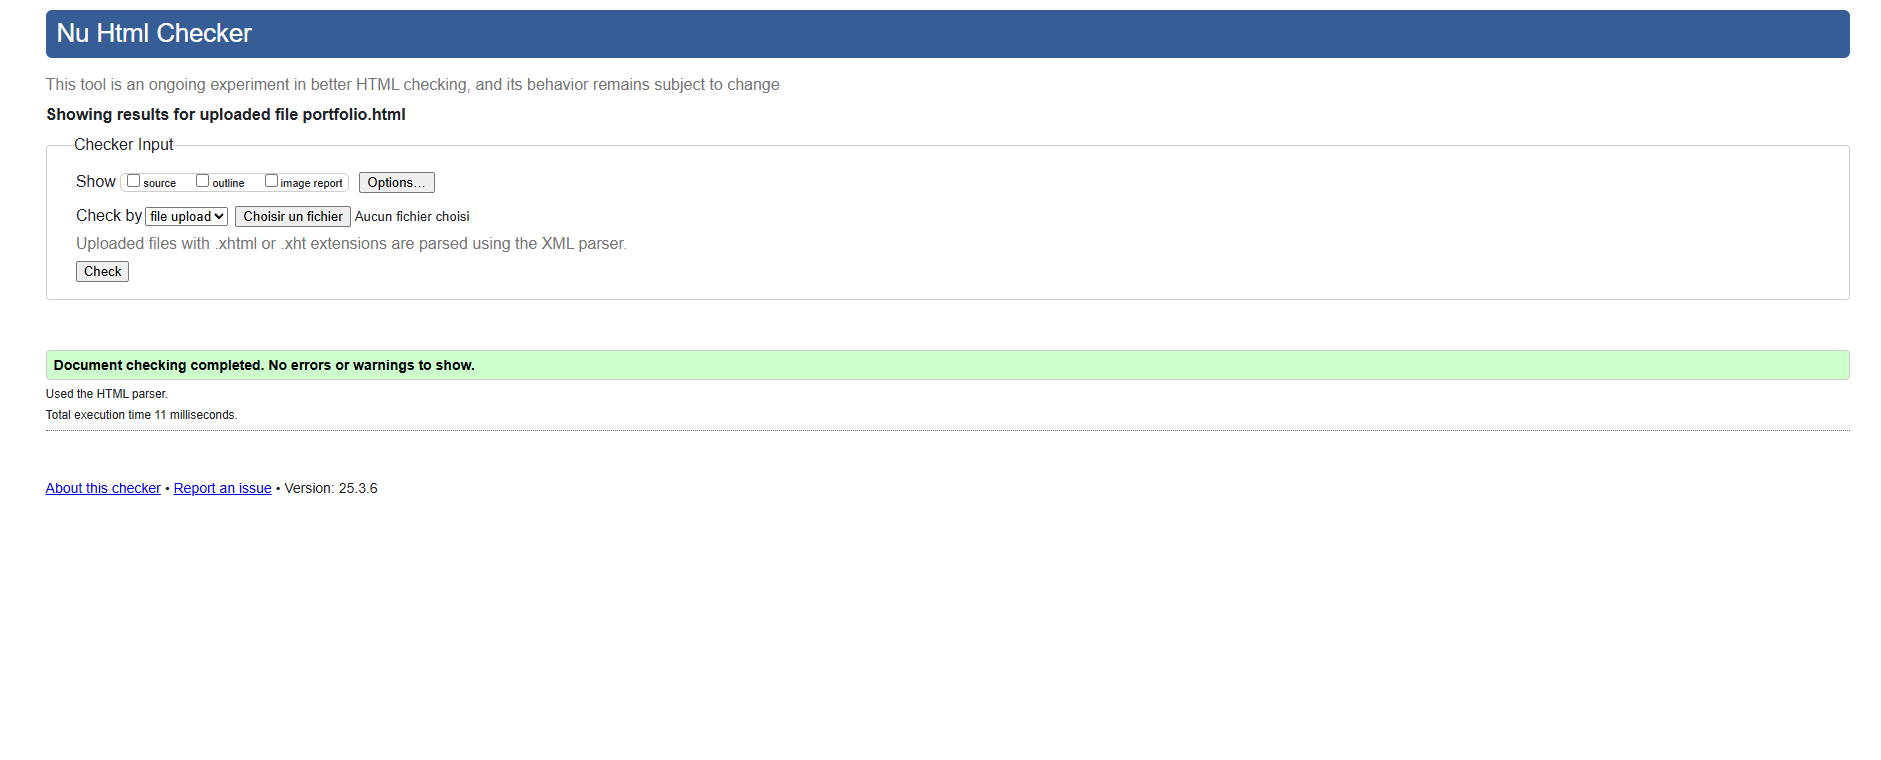 Nu Html Checker
This tool is an ongoing experiment in better HTML checking, and its behavior remains subject to change
Showing results for uploaded file portfolio.html
Checker Input
Show source outline image report Options...
Check by file upload Choisir un fichier Aucun fichier choisi
Uploaded files with .xhtml or .xht extensions are parsed using the XML parser.
Check
Document checking completed. No errors or warnings to show.
Used the HTML parser.
Total execution time 11 milliseconds.
About this checker • Report an issue • Version: 25.3.6